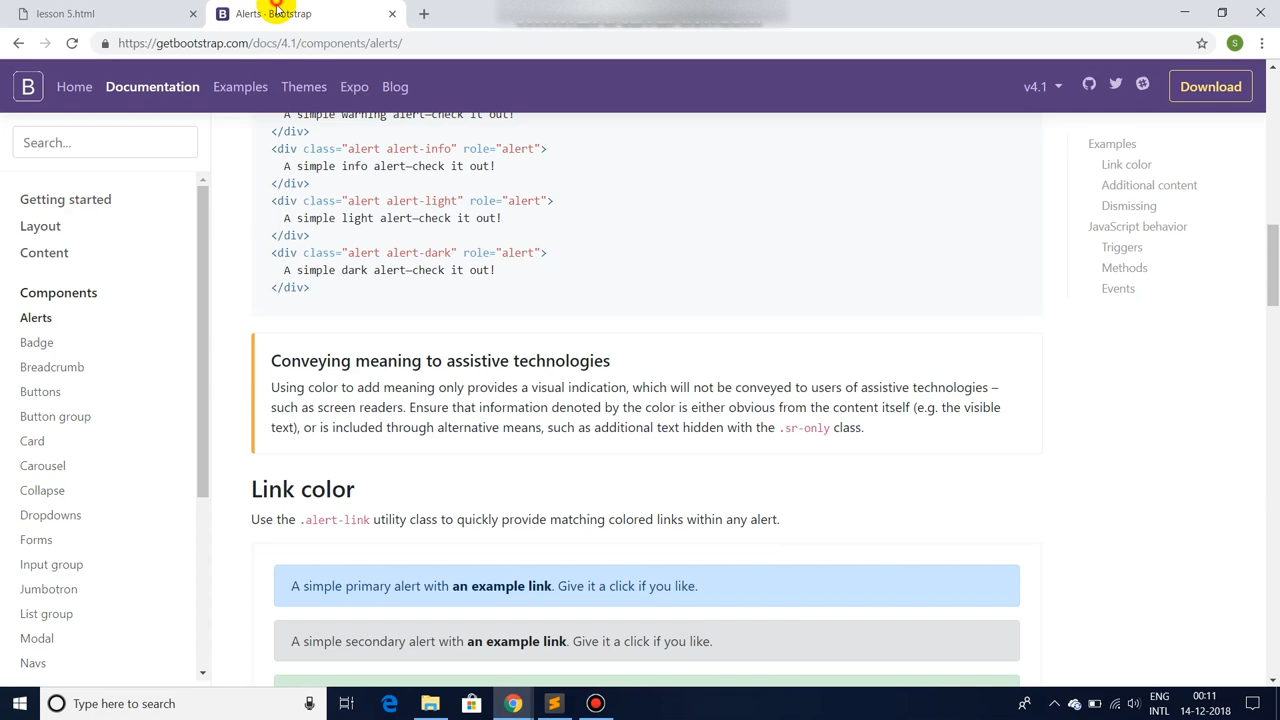 lesson 5.html
Alerts · Bootstrap
https://getbootstrap.com/docs/4.1/components/alerts/
B
Home
Documentation
Examples
Themes
Expo
Blog
v4.1
Download
Search...
Getting started
Layout
Content
Components
Alerts
Badge
Breadcrumb
Buttons
Button group
Card
Carousel
Collapse
Dropdowns
Forms
Input group
Jumbotron
List group
Modal
Navs
A simple warning alert—check it out!
</div>
<div class="alert alert-info" role="alert">
A simple info alert—check it out!
</div>
<div class="alert alert-light" role="alert">
A simple light alert—check it out!
</div>
<div class="alert alert-dark" role="alert">
A simple dark alert—check it out!
</div>
Conveying meaning to assistive technologies
Using color to add meaning only provides a visual indication, which will not be conveyed to users of assistive technologies –
such as screen readers. Ensure that information denoted by the color is either obvious from the content itself (e.g. the visible
text), or is included through alternative means, such as additional text hidden with the .sr-only class.
Link color
Use the .alert-link utility class to quickly provide matching colored links within any alert.
A simple primary alert with an example link. Give it a click if you like.
A simple secondary alert with an example link. Give it a click if you like.
Examples
Link color
Additional content
Dismissing
JavaScript behavior
Triggers
Methods
Events
Type here to search
ENG
INTL
00:11
14-12-2018